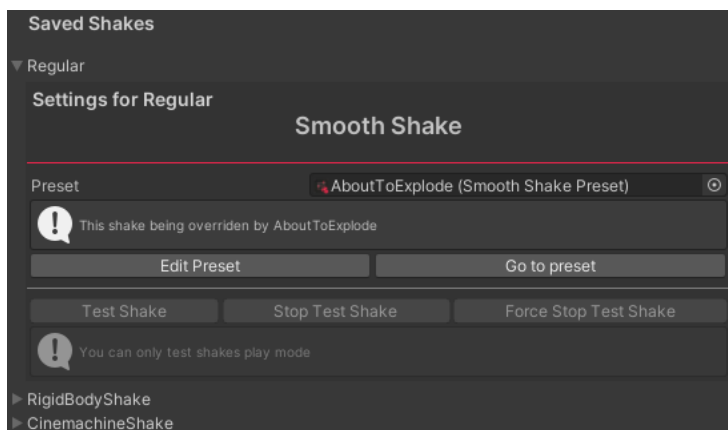 Saved Shakes
Regular
Settings for Regular
Smooth Shake
Preset AboutToExplode (Smooth Shake Preset)
This shake being overriden by AboutToExplode
Edit Preset Go to preset
Test Shake Stop Test Shake Force Stop Test Shake
You can only test shakes play mode
RigidBodyShake
CinemachineShake